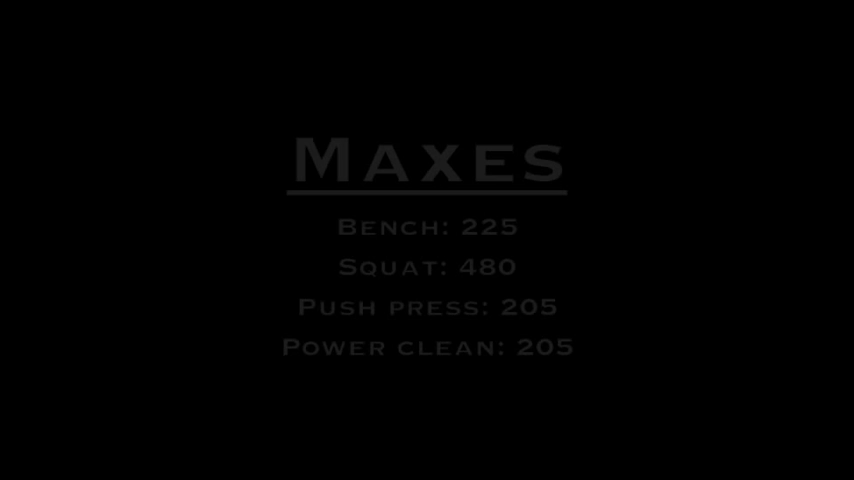 Maxes
Bench: 225
Squat: 480
Push press: 205
Power clean: 205